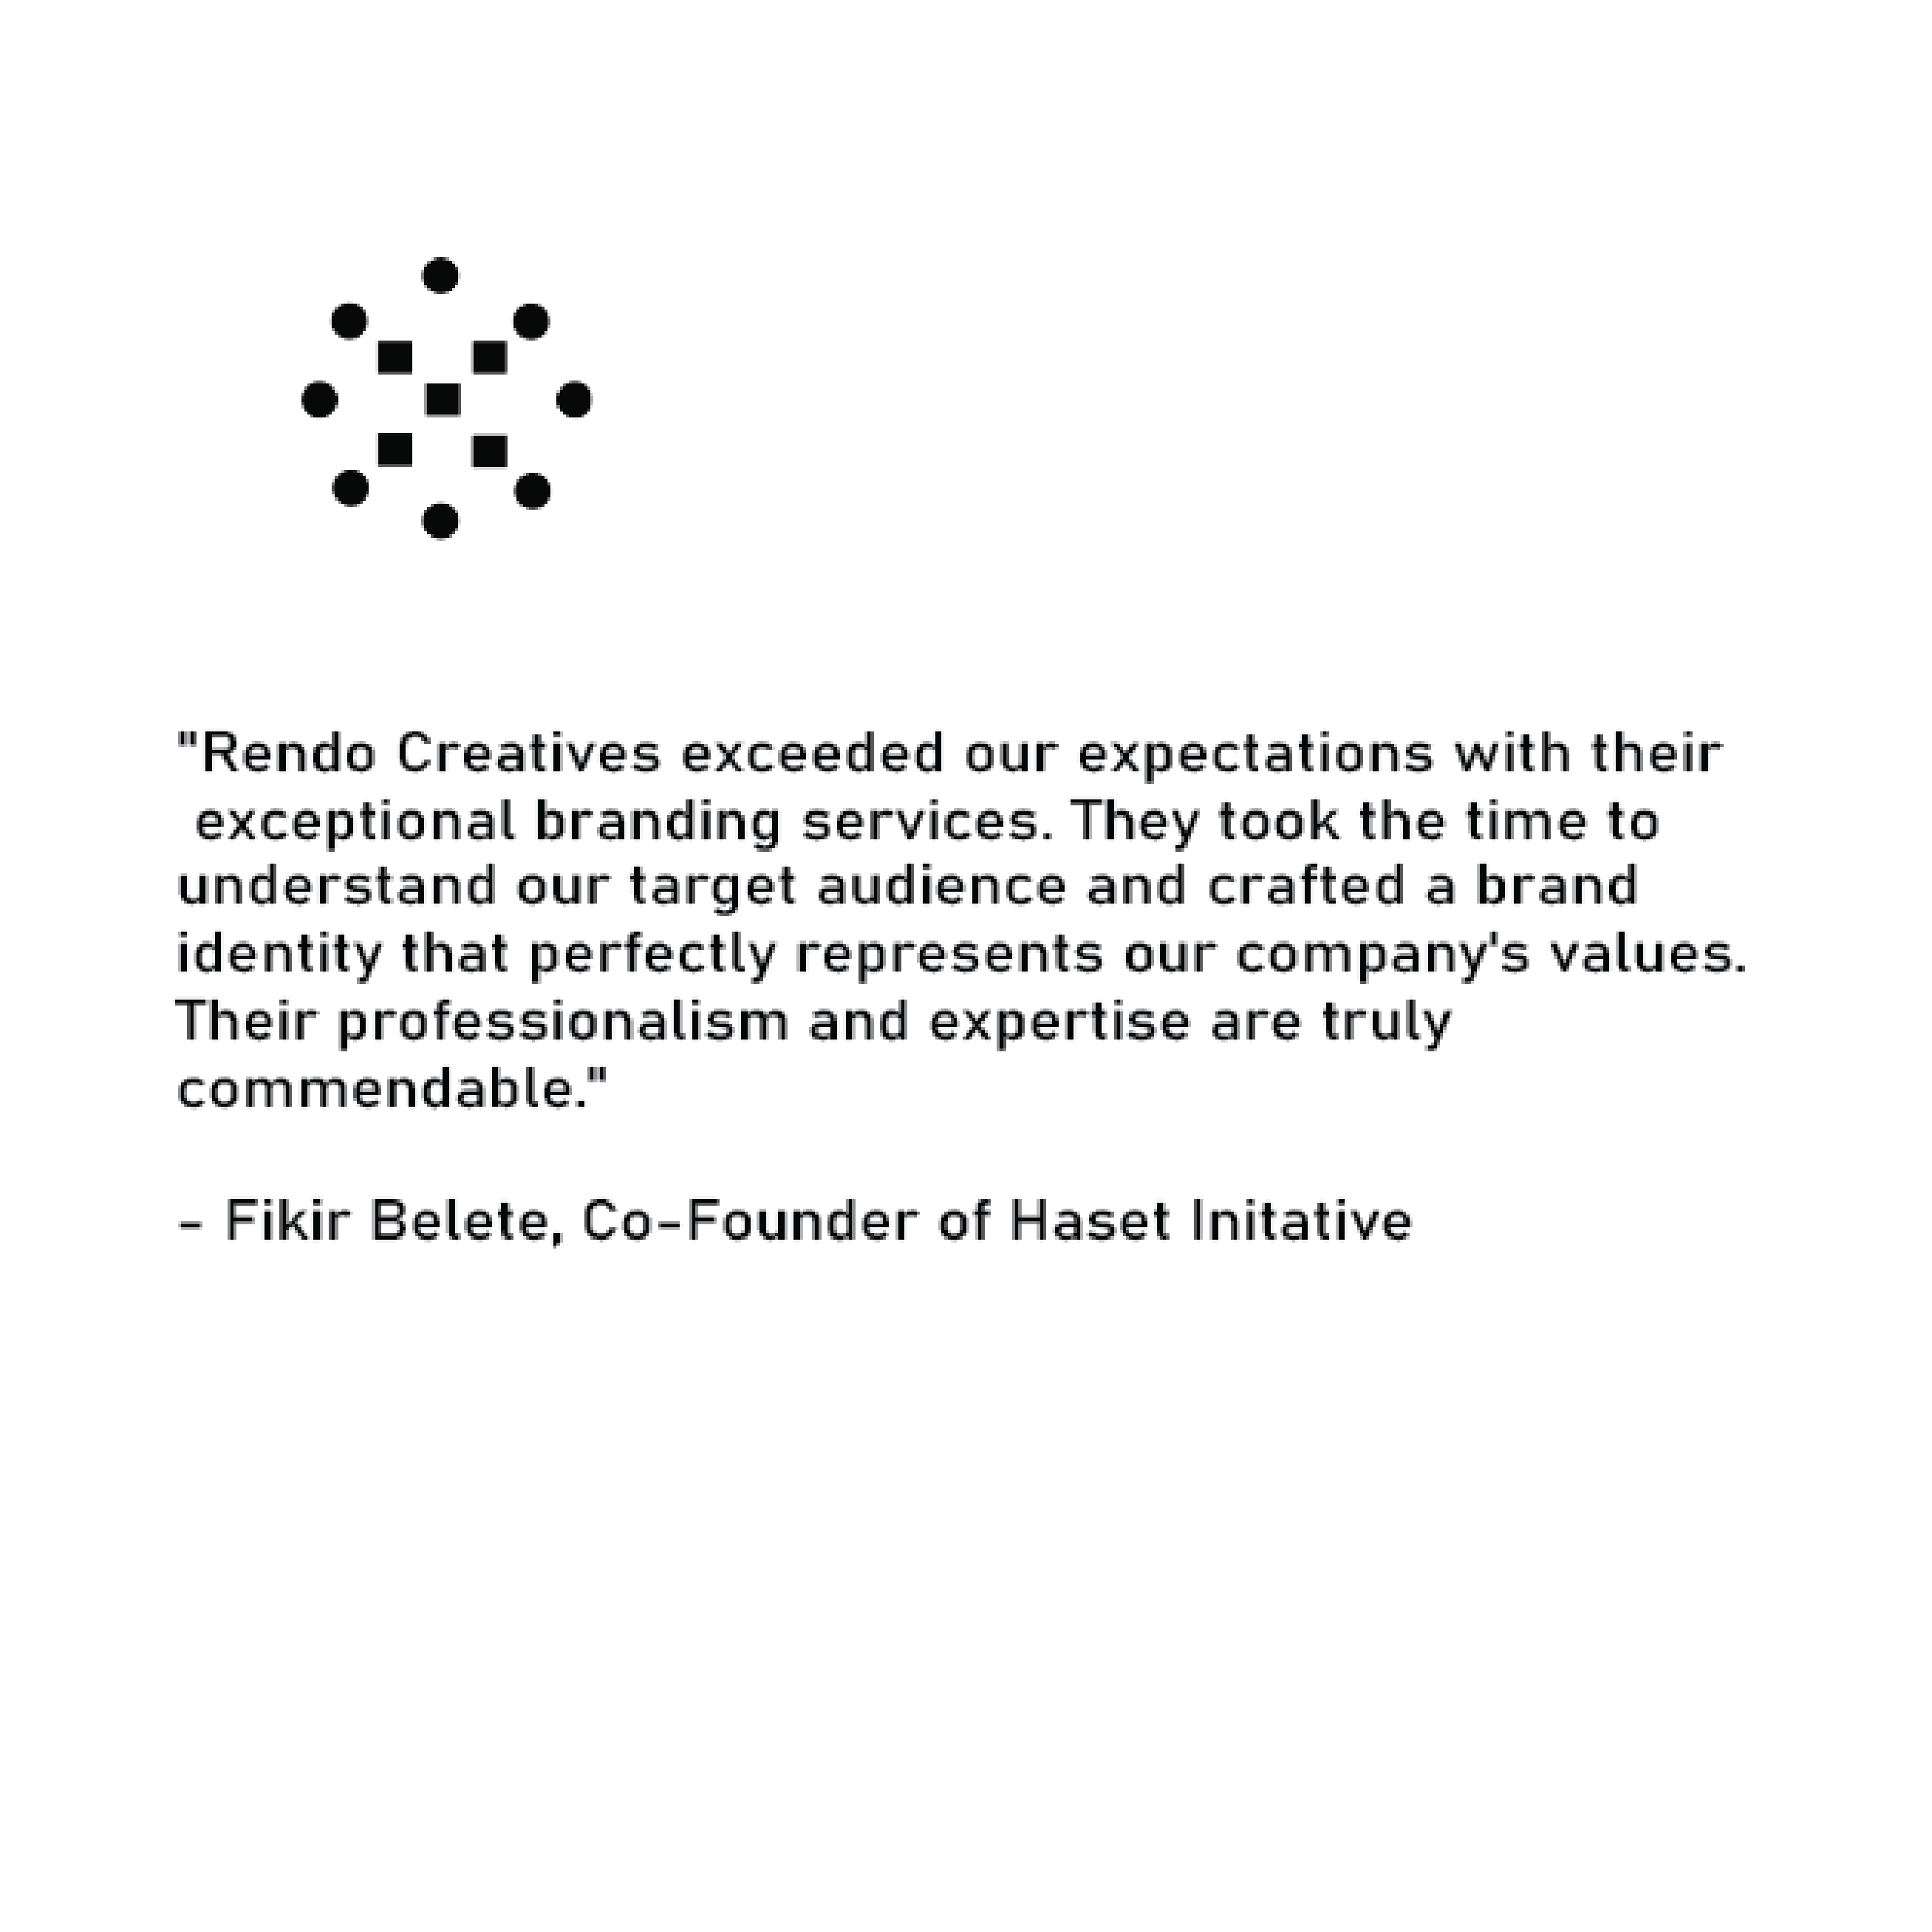 "Rendo Creatives exceeded our expectations with their
exceptional branding services. They took the time to
understand our target audience and crafted a brand
identity that perfectly represents our company's values.
Their professionalism and expertise are truly
commendable."
- Fikir Belete, Co-Founder of Haset Initative